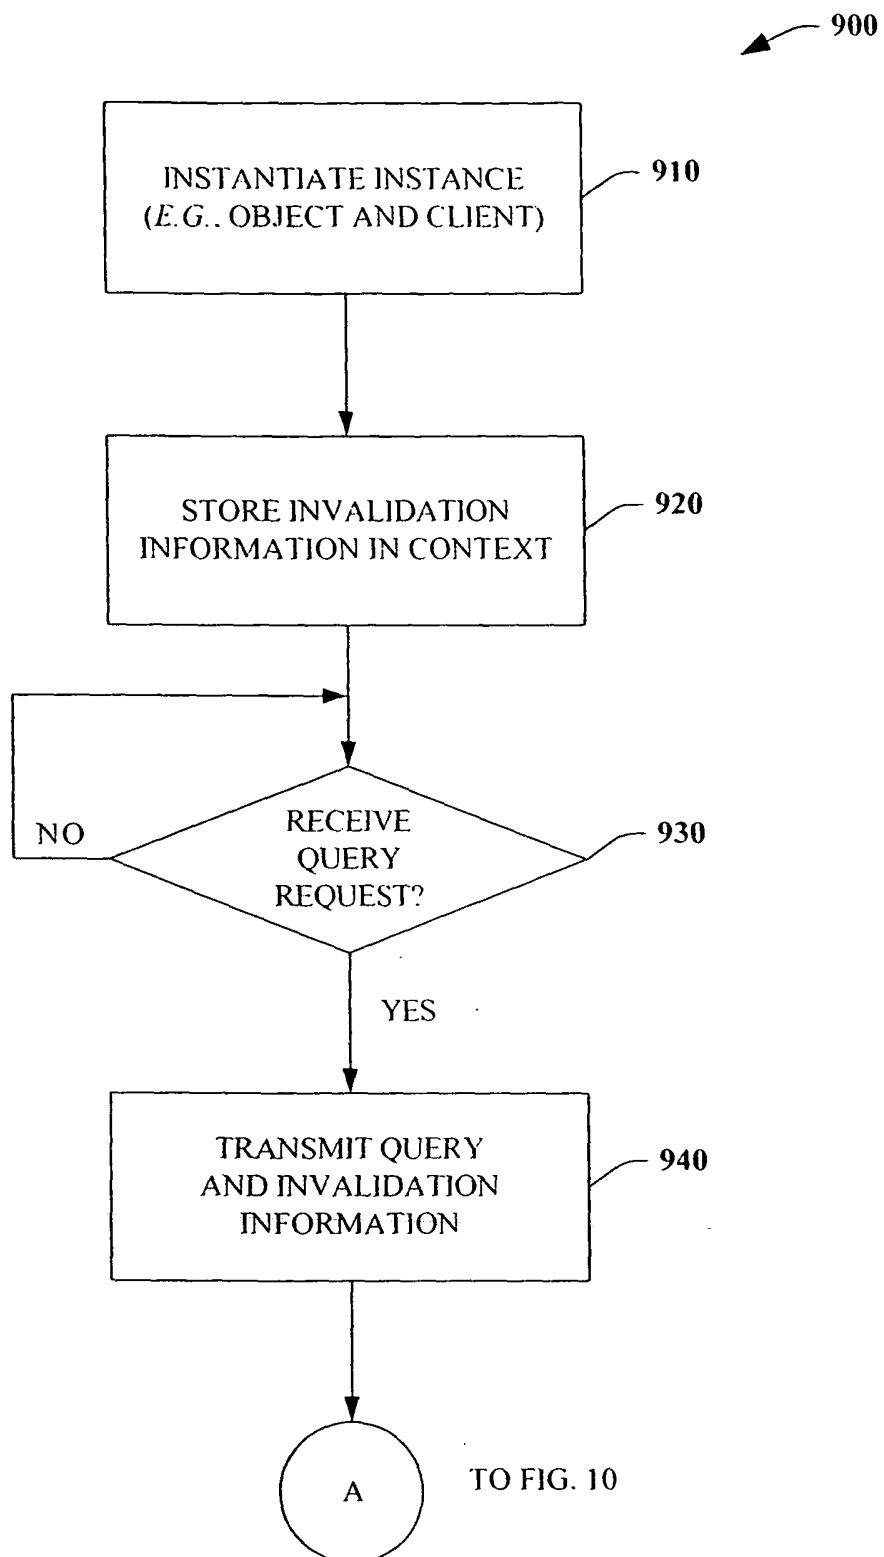 900
INSTANTIATE INSTANCE
(E.G., OBJECT AND CLIENT)
910
STORE INVALIDATION
INFORMATION IN CONTEXT
920
RECEIVE
QUERY
REQUEST?
930
NO
YES
TRANSMIT QUERY
AND INVALIDATION
INFORMATION
940
A
TO FIG. 10